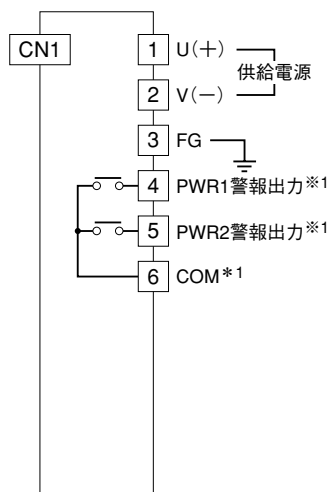 CN1
1 U(+)
供給電源
2 V(−)
3 FG
4 PWR1警報出力※1
5 PWR2警報出力※1
6 COM＊1